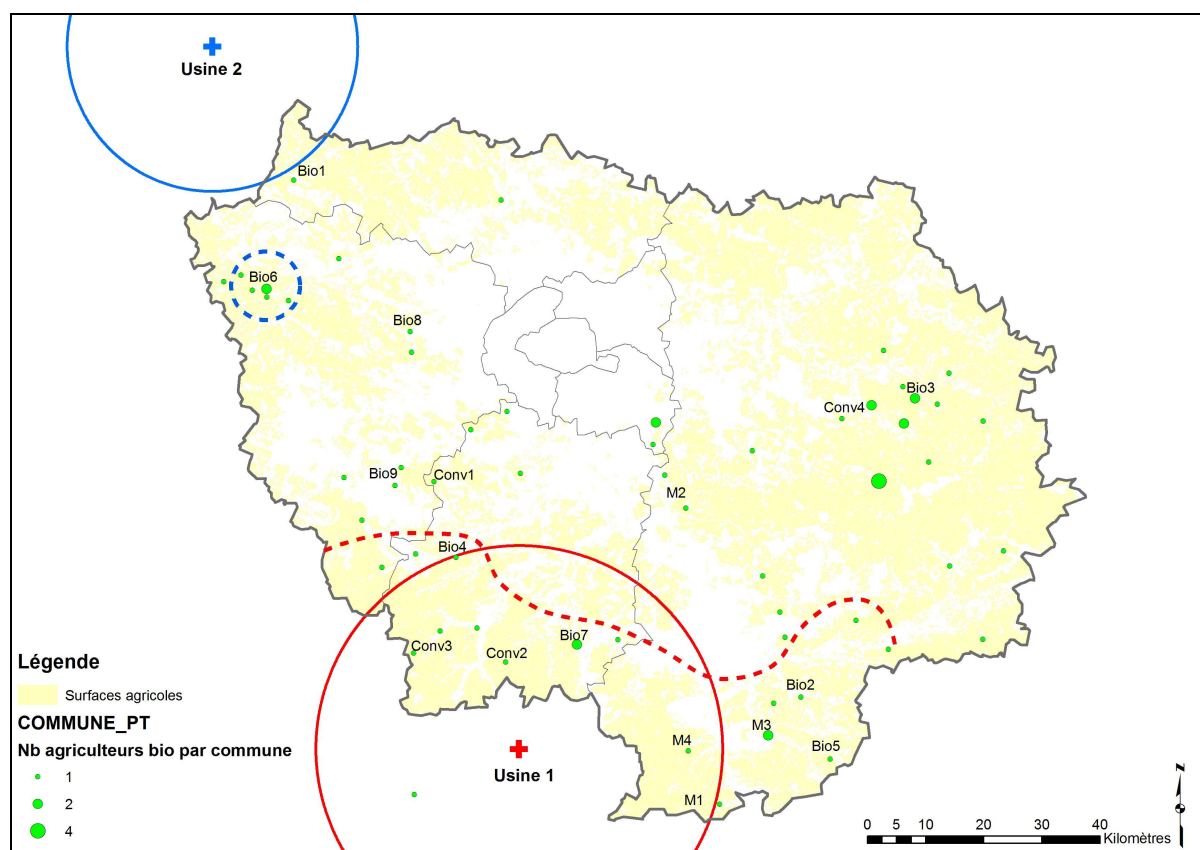 Usine 2
Bio1
Bio6
Bio8
Bio3
Conv4
Bio9
Conv1
M2
Bio4
Bio7
Conv3
Conv2
Bio2
M3
M4
Bio5
Usine 1
M1
Légende
Surfaces agricoles
COMMUNE_PT
Nb agriculteurs bio par commune
1
2
4
N
0 5 10 20 30 40
Kilomètres